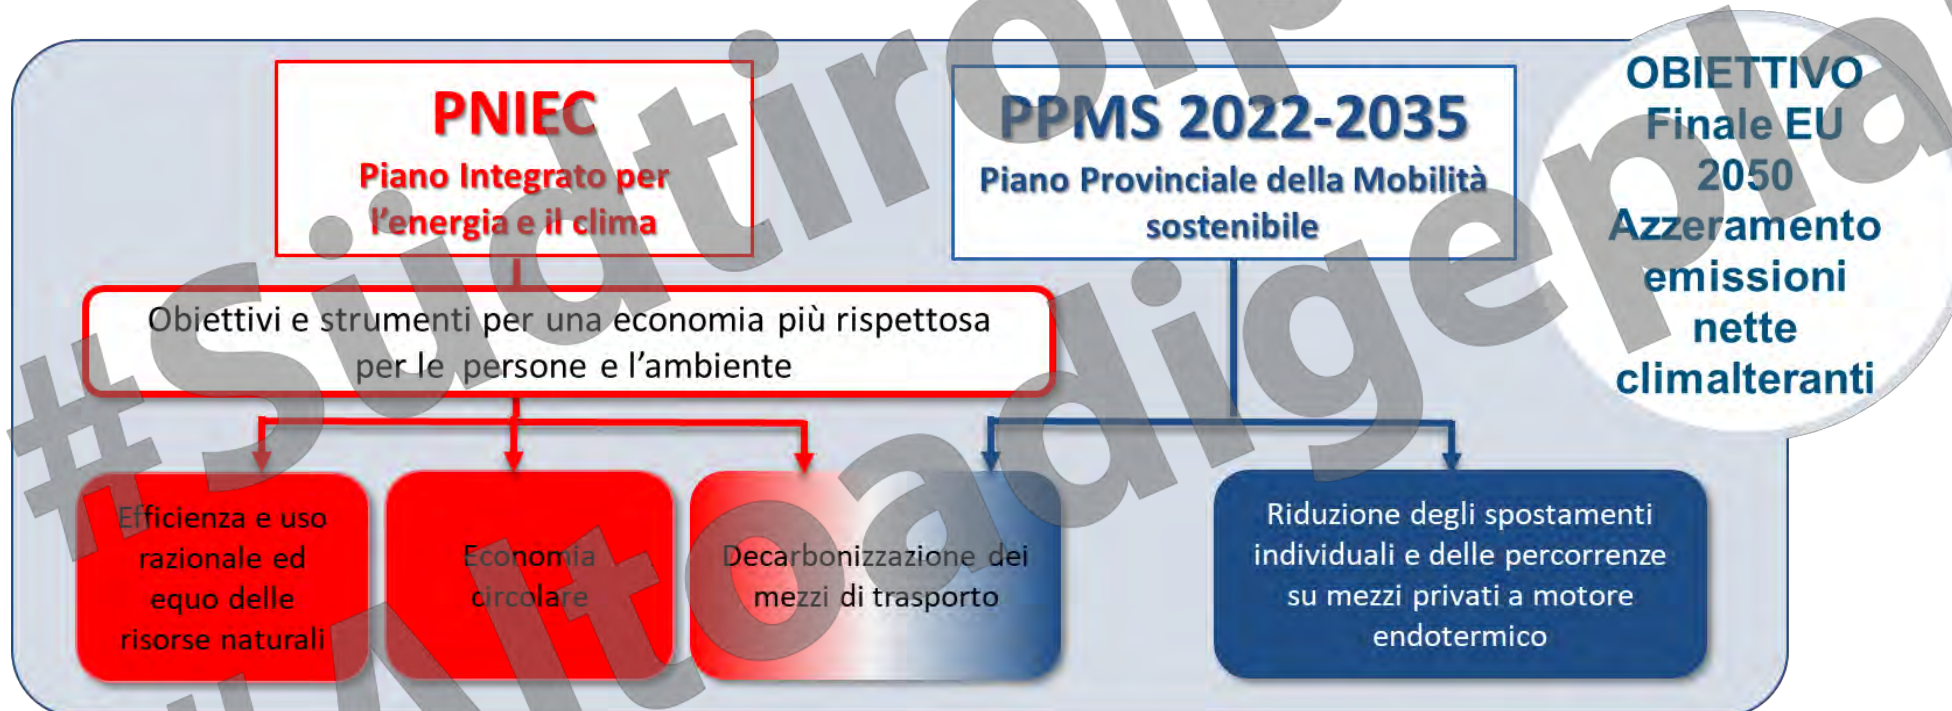 PNIEC
Piano Integrato per
l'energia e il clima
PPMS 2022-2035
Piano Provinciale della Mobilità
sostenibile
OBIETTIVO
Finale EU
2050
Azzeramento
emissioni
nette
climalteranti
Obiettivi e strumenti per una economia più rispettosa
per le persone e l'ambiente
Efficienza e uso
razionale ed
equo delle
risorse naturali
Economia
circolare
Decarbonizzazione dei
mezzi di trasporto
Riduzione degli spostamenti
individuali e delle percorrenze
su mezzi privati a motore
endotermico
#Südtirolp
#Altoadigepla